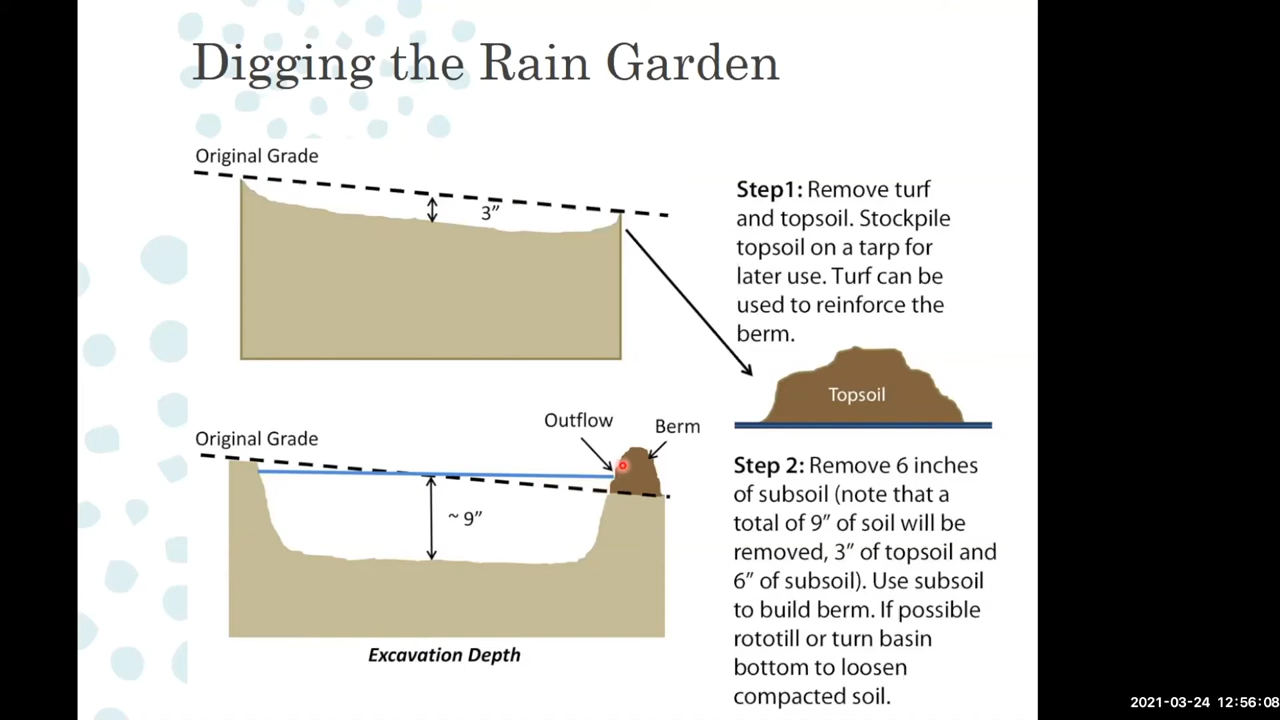 Digging the Rain Garden
Original Grade
3”
Step1: Remove turf
and topsoil. Stockpile
topsoil on a tarp for
later use. Turf can be
used to reinforce the
berm.
Topsoil
Outflow
Berm
Original Grade
~ 9”
Step 2: Remove 6 inches
of subsoil (note that a
total of 9” of soil will be
removed, 3” of topsoil and
6” of subsoil). Use subsoil
to build berm. If possible
rototill or turn basin
bottom to loosen
compacted soil.
Excavation Depth
2021-03-24 12:56:08